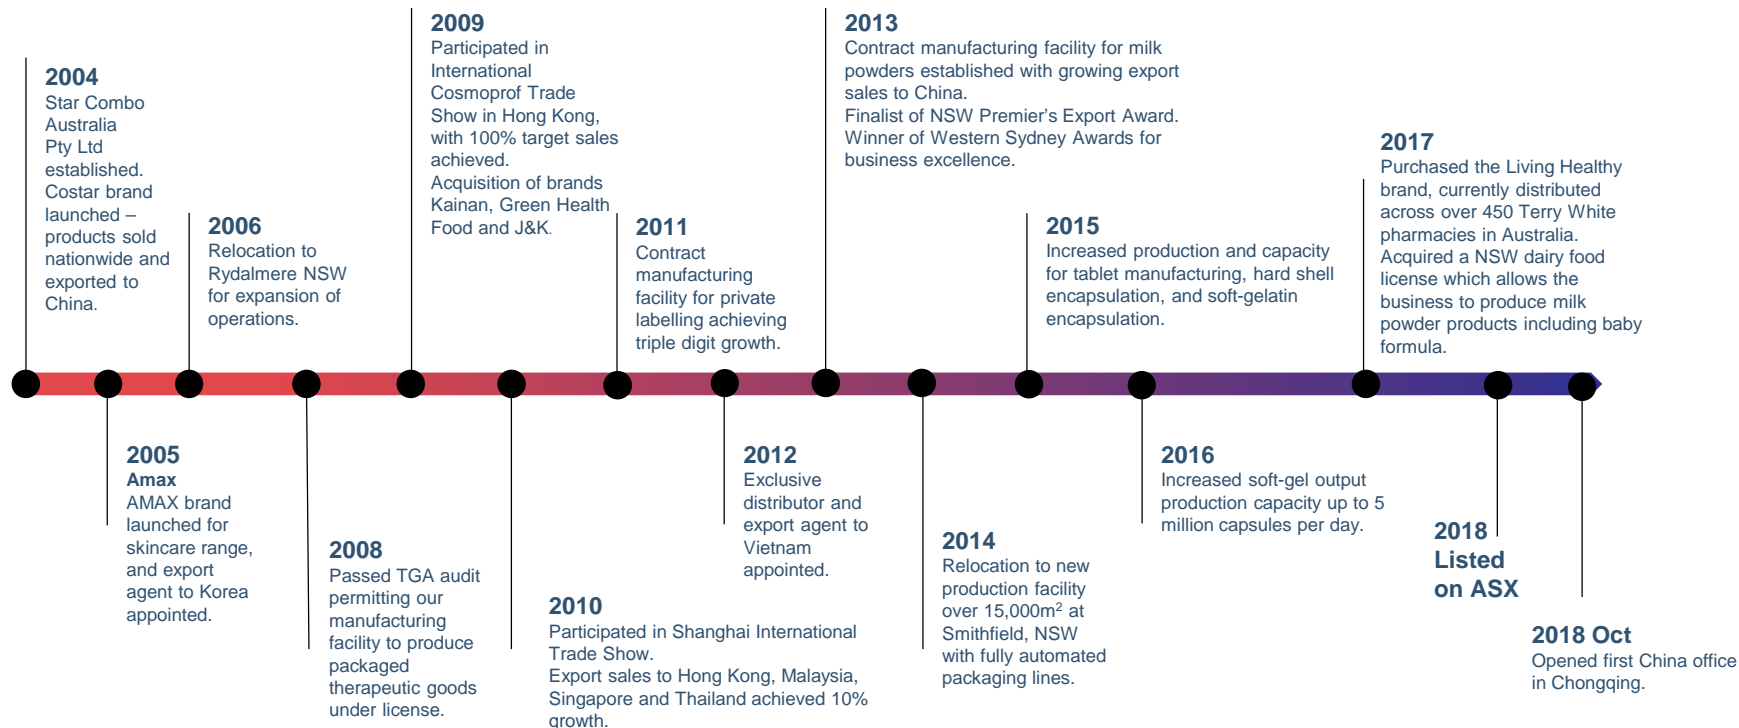 2004
Star Combo
Australia
Pty Ltd
established.
Costar brand
launched –
products sold
nationwide and
exported to
China.
2005
Amax
AMAX brand
launched for
skincare range,
and export
agent to Korea
appointed.
2006
Relocation to
Rydalmere NSW
for expansion of
operations.
2008
Passed TGA audit
permitting our
manufacturing
facility to produce
packaged
therapeutic goods
under license.
2009
Participated in
International
Cosmoprof Trade
Show in Hong Kong,
with 100% target sales
achieved.
Acquisition of brands
Kainan, Green Health
Food and J&K.
2010
Participated in Shanghai International
Trade Show.
Export sales to Hong Kong, Malaysia,
Singapore and Thailand achieved 10%
growth.
2011
Contract
manufacturing
facility for private
labelling achieving
triple digit growth.
2012
Exclusive
distributor and
export agent to
Vietnam
appointed.
2013
Contract manufacturing facility for milk
powders established with growing export
sales to China.
Finalist of NSW Premier’s Export Award.
Winner of Western Sydney Awards for
business excellence.
2014
Relocation to new
production facility
over 15,000m² at
Smithfield, NSW
with fully automated
packaging lines.
2015
Increased production and capacity
for tablet manufacturing, hard shell
encapsulation, and soft-gelatin
encapsulation.
2016
Increased soft-gel output
production capacity up to 5
million capsules per day.
2017
Purchased the Living Healthy
brand, currently distributed
across over 450 Terry White
pharmacies in Australia.
Acquired a NSW dairy food
license which allows the
business to produce milk
powder products including baby
formula.
2018
Listed
on ASX
2018 Oct
Opened first China office
in Chongqing.